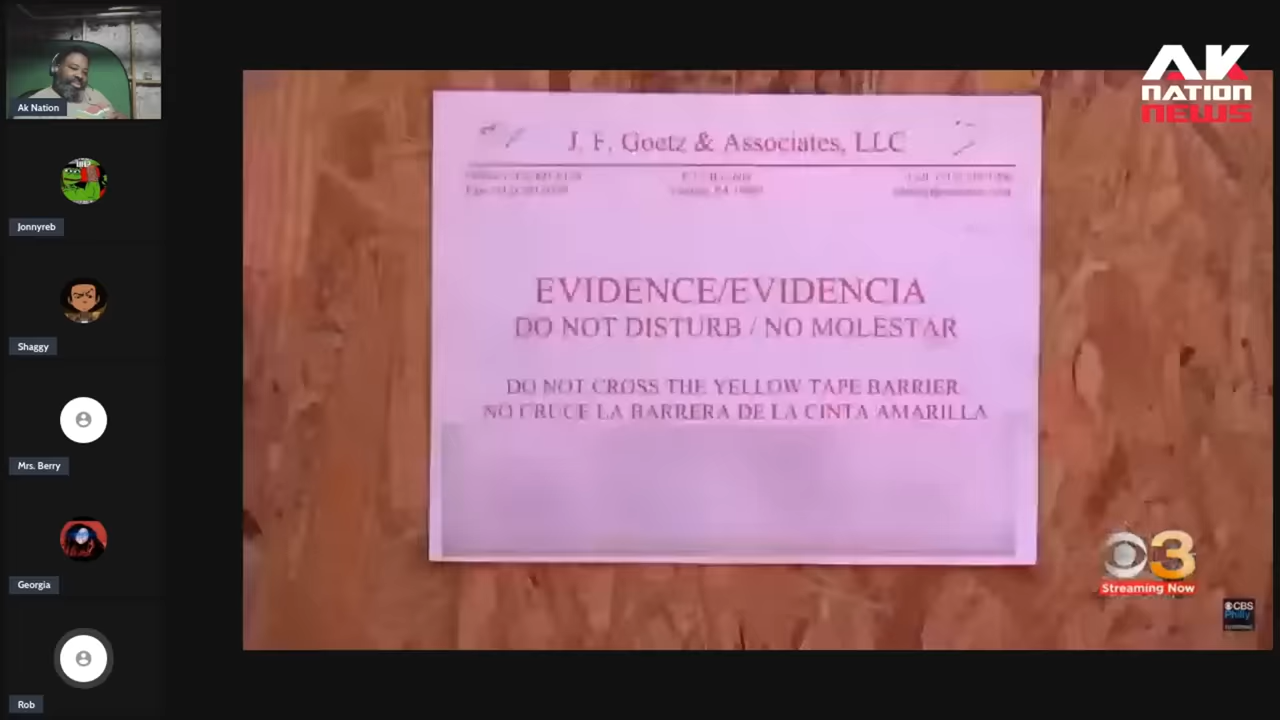 Ak Nation
Jonnyreb
Shaggy
Mrs. Berry
Georgia
Rob
AK
NATION
NEWS
J. F. Goetz & Associates, LLC
EVIDENCE/EVIDENCIA
DO NOT DISTURB / NO MOLESTAR
DO NOT CROSS THE YELLOW TAPE BARRIER
NO CRUCE LA BARRERA DE LA CINTA AMARILLA
3
Streaming Now
CBS
Philly